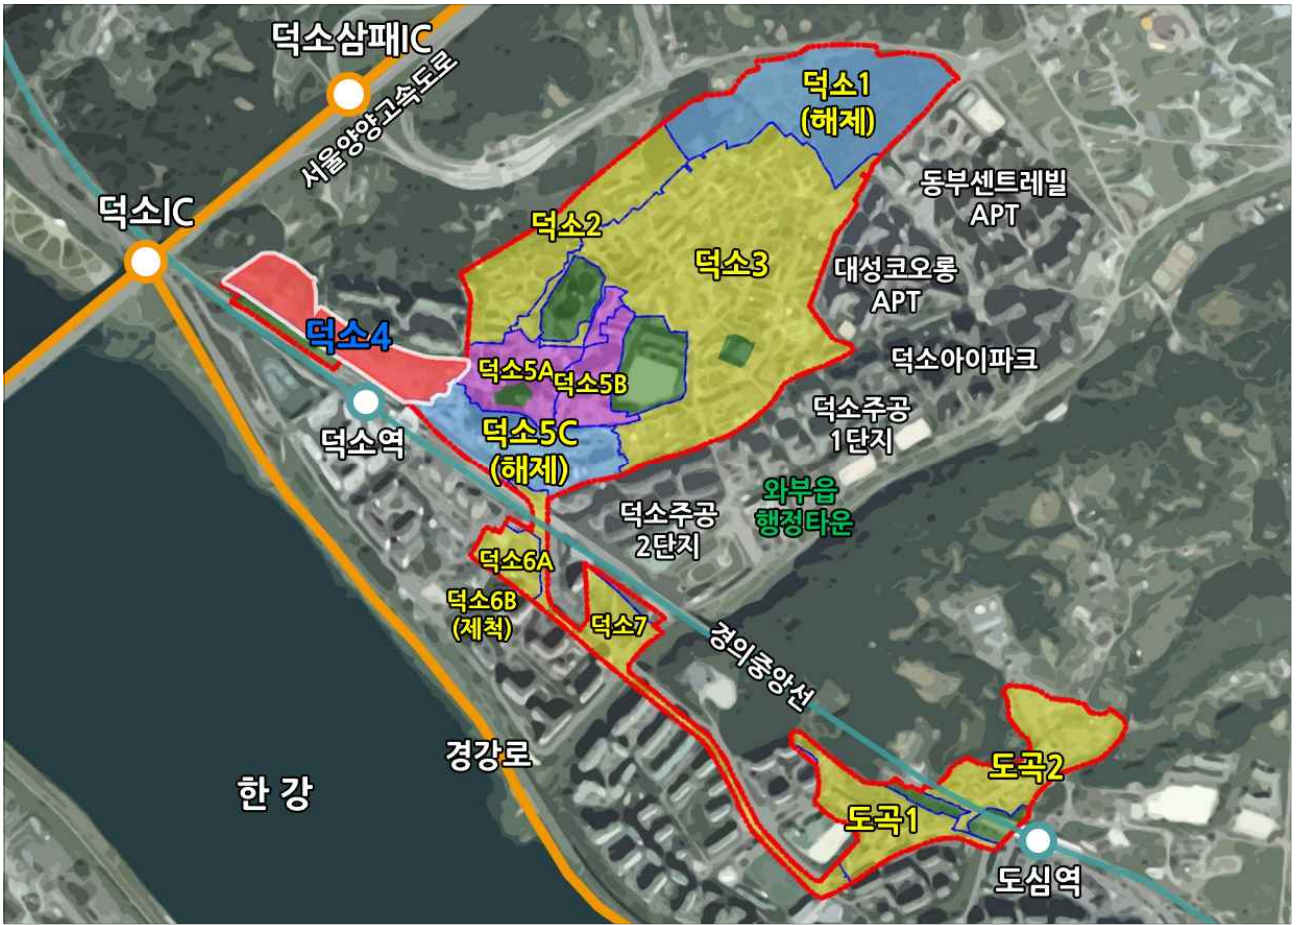 덕소삼패IC
서울양양고속도로
덕소IC
덕소1
(해제)
동부센트레빌
APT
덕소2
덕소3
대성코오롱
APT
덕소4
덕소아이파크
덕소5A
덕소5B
덕소역
덕소5C
(해제)
덕소주공
1단지
와부읍
행정타운
덕소주공
2단지
덕소6A
덕소6B
(제척)
덕소7
경의중앙선
경강로
한 강
도곡2
도곡1
도심역